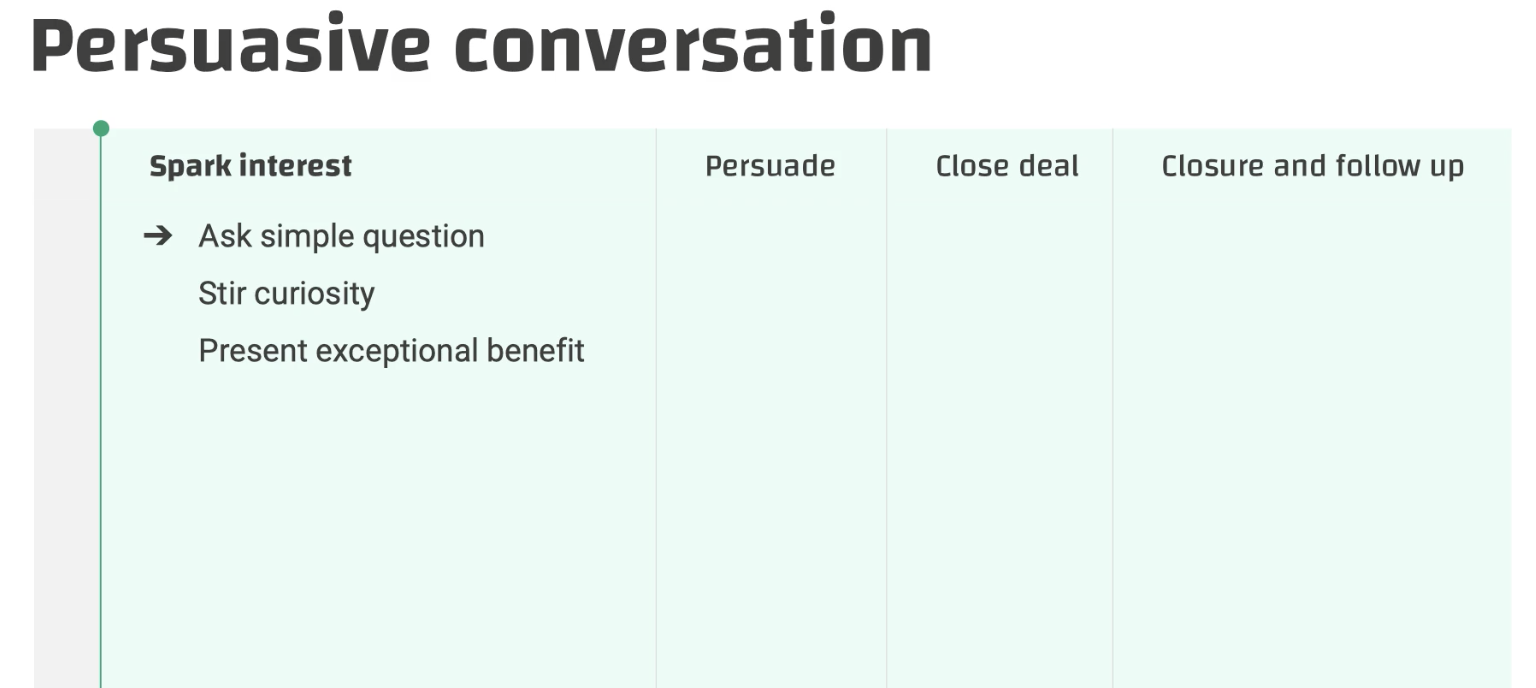 Persuasive conversation
Spark interest
Persuade
Close deal
Closure and follow up
➔ Ask simple question
Stir curiosity
Present exceptional benefit